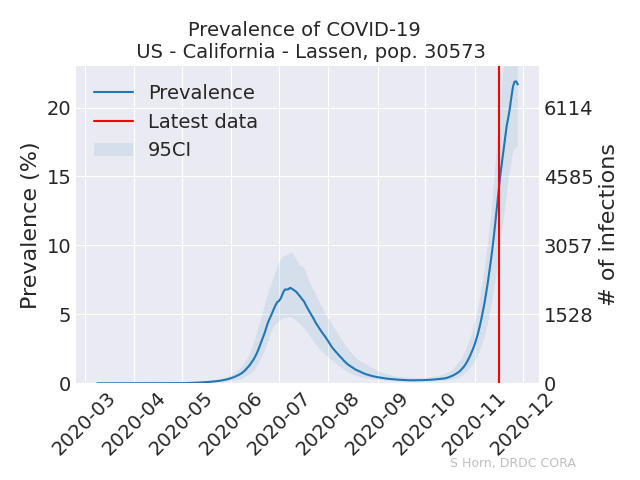 Prevalence of COVID-19
US - California - Lassen, pop. 30573
Prevalence
Latest data
95CI
Prevalence (%)
20
15
10
5
0
6114
4585
3057
1528
0
# of infections
2020-03
2020-04
2020-05
2020-06
2020-07
2020-08
2020-09
2020-10
2020-11
2020-12
S Horn, DRDC CORA